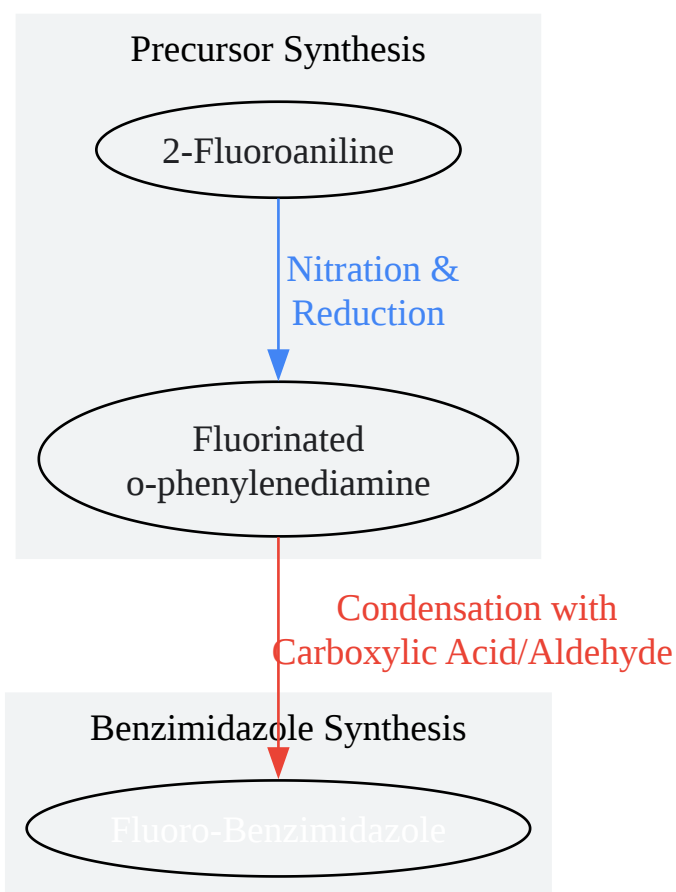 Precursor Synthesis
2-Fluoroaniline
Nitration &
Reduction
Fluorinated
o-phenylenediamine
Condensation with
Carboxylic Acid/Aldehyde
Benzimidazole Synthesis
Fluoro-Benzimidazole